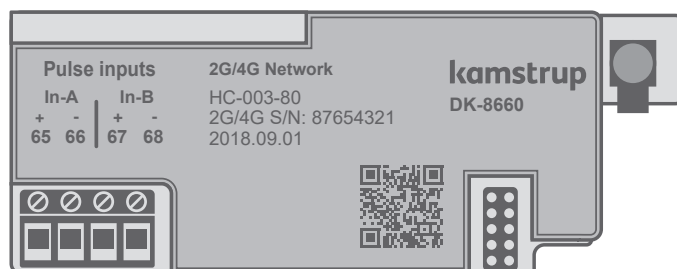 Pulse inputs
In-A In-B
+ - + -
65 66 67 68
2G/4G Network
HC-003-80
2G/4G S/N: 87654321
2018.09.01
kamstrup
DK-8660